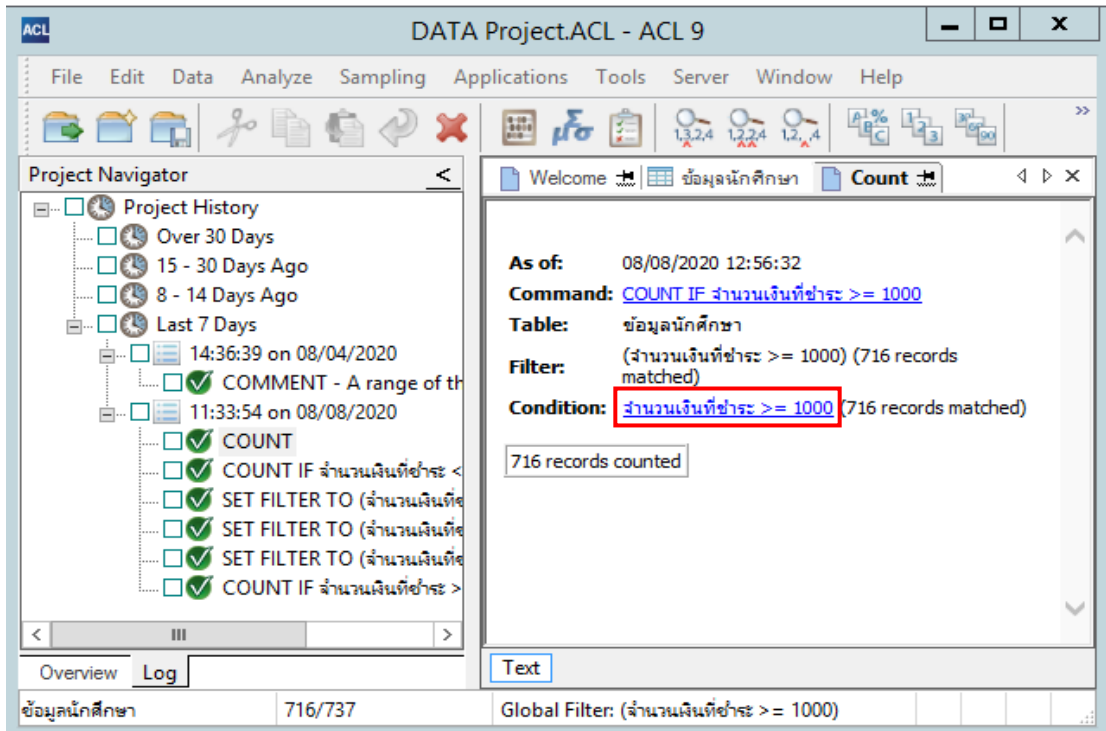 ACL DATA Project.ACL - ACL 9
File Edit Data Analyze Sampling Applications Tools Server Window Help
Project Navigator
Project History
Over 30 Days
15 - 30 Days Ago
8 - 14 Days Ago
Last 7 Days
14:36:39 on 08/04/2020
COMMENT - A range of th
11:33:54 on 08/08/2020
COUNT
COUNT IF จำนวนเงินที่ชำระ <
SET FILTER TO (จำนวนเงินที่ช
SET FILTER TO (จำนวนเงินที่ช
SET FILTER TO (จำนวนเงินที่ช
COUNT IF จำนวนเงินที่ชำระ >
Overview Log
Welcome ข้อมูลนักศึกษา Count
As of: 08/08/2020 12:56:32
Command: COUNT IF จำนวนเงินที่ชำระ >= 1000
Table: ข้อมูลนักศึกษา
Filter: (จำนวนเงินที่ชำระ >= 1000) (716 records
matched)
Condition: จำนวนเงินที่ชำระ >= 1000 (716 records matched)
716 records counted
Text
ข้อมูลนักศึกษา 716/737 Global Filter: (จำนวนเงินที่ชำระ >= 1000)